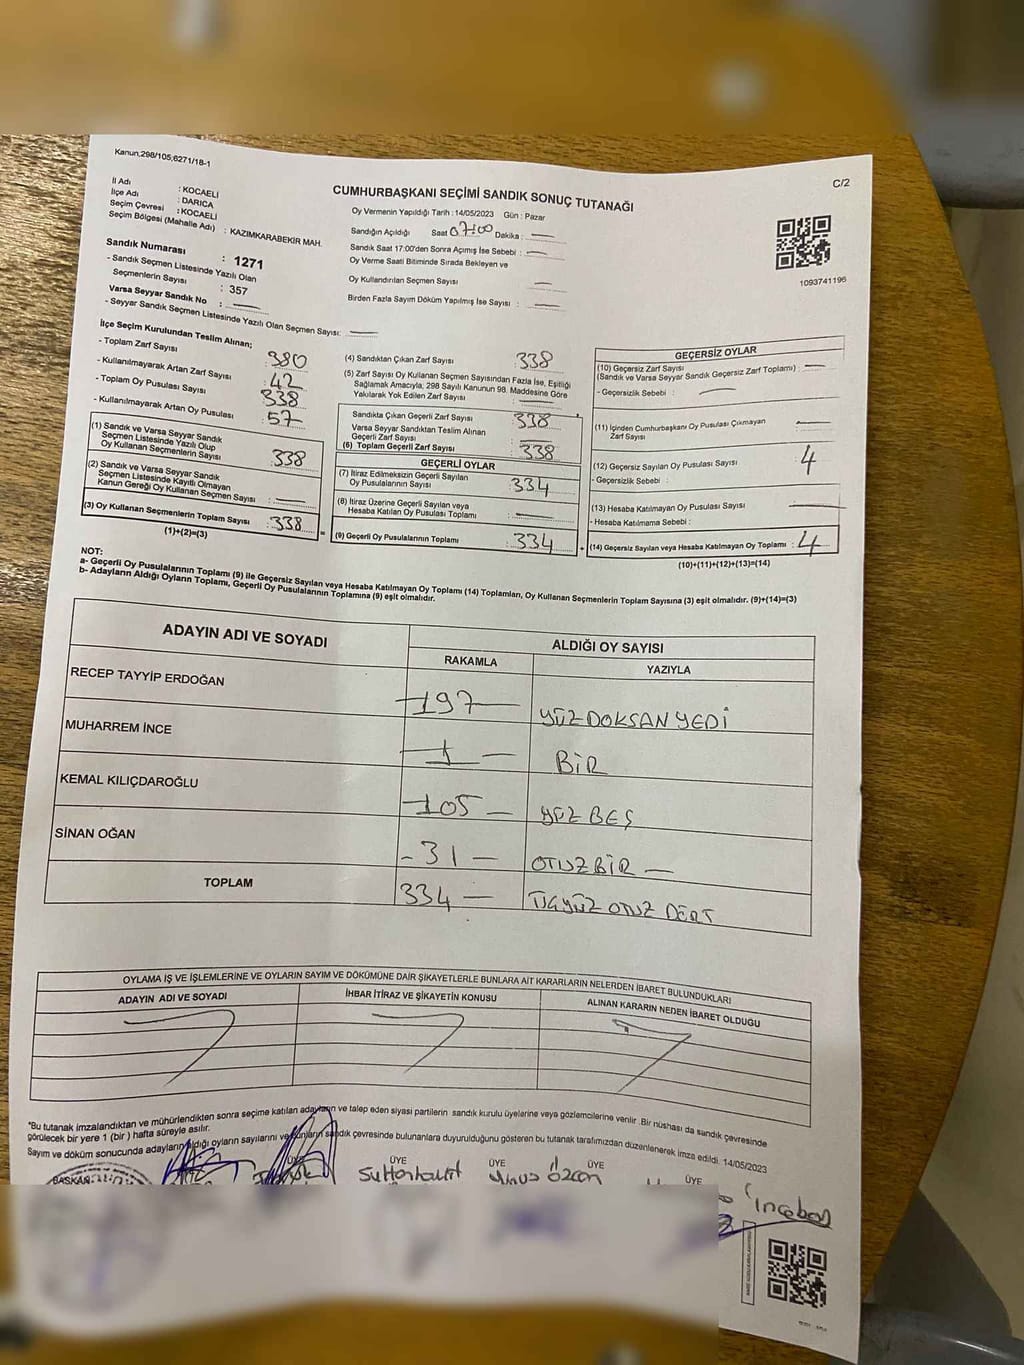 Kanun,298/105,6271/18-1
C/2
İl Adı : KOCAELİ
İlçe Adı : DARICA
Seçim Çevresi : KOCAELİ
Seçim Bölgesi (Mahalle Adı) : KAZIMKARABEKİR MAH.
Sandık Numarası : 1271
- Sandık Seçmen Listesinde Yazılı Olan
Seçmenlerin Sayısı : 357
Varsa Seyyar Sandık No :
- Seyyar Sandık Seçmen Listesinde Yazılı Olan Seçmen Sayısı:
CUMHURBAŞKANI SEÇİMİ SANDIK SONUÇ TUTANAĞI
Oy Vermenin Yapıldığı Tarih : 14/05/2023 Gün : Pazar
Sandığın Açıldığı Saat 07:00 Dakika :
Sandık Saat 17:00'den Sonra Açımış İse Sebebi :
Oy Verme Saati Bitiminde Sırada Bekleyen ve
Oy Kullandırılan Seçmen Sayısı
Birden Fazla Sayım Döküm Yapılmış İse Sayısı :
1093741196
İlçe Seçim Kurulundan Teslim Alınan;
- Toplam Zarf Sayısı 380
- Kullanılmayarak Artan Zarf Sayısı 42
- Toplam Oy Pusulası Sayısı 338
- Kullanılmayarak Artan Oy Pusulası 57
(1) Sandık ve Varsa Seyyar Sandık
Seçmen Listesinde Yazılı Olup
Oy Kullanan Seçmenlerin Sayısı 338
(2) Sandık ve Varsa Seyyar Sandık
Seçmen Listesinde Kayıtlı Olmayan
Kanun Gereği Oy Kullanan Seçmen Sayısı :
(3) Oy Kullanan Seçmenlerin Toplam Sayısı : 338
(1)+(2)=(3)
(4) Sandıktan Çıkan Zarf Sayısı 338
(5) Zarf Sayısı Oy Kullanan Seçmen Sayısından Fazla İse, Eşitliği
Sağlamak Amacıyla, 298 Sayılı Kanunun 98. Maddesine Göre
Yakılarak Yok Edilen Zarf Sayısı
Sandıkta Çıkan Geçerli Zarf Sayısı 338
Varsa Seyyar Sandıktan Teslim Alınan
Geçerli Zarf Sayısı
(6) Toplam Geçerli Zarf Sayısı : 338
GEÇERLİ OYLAR
(7) İtiraz Edilmeksizin Geçerli Sayılan
Oy Pusulasının Sayısı : 334
(8) İtiraz Üzerine Geçerli Sayılan veya
Hesaba Katılan Oy Pusulası Toplamı :
(9) Geçerli Oy Pusulalarının Toplamı : 334
GEÇERSİZ OYLAR
(10) Geçersiz Zarf Sayısı
(Sandık ve Varsa Seyyar Sandık Geçersiz Zarf Toplamı) :
- Geçersizlik Sebebi :
(11) İçinden Cumhurbaşkanı Oy Pusulası Çıkmayan
Zarf Sayısı
(12) Geçersiz Sayılan Oy Pusulası Sayısı : 4
- Geçersizlik Sebebi :
(13) Hesaba Katılmayan Oy Pusulası Sayısı :
- Hesaba Katılmama Sebebi :
(14) Geçersiz Sayılan veya Hesaba Katılmayan Oy Toplamı : 4
(10)+(11)+(12)+(13)=(14)
NOT:
a- Geçerli Oy Pusulalarının Toplamı (9) ile Geçersiz Sayılan veya Hesaba Katılmayan Oy Toplamı (14) Toplamları, Oy Kullanan Seçmenlerin Toplam Sayısına (3) eşit olmalıdır. (9)+(14)=(3)
b- Adayların Aldığı Oyların Toplamı, Geçerli Oy Pusulalarının Toplamına (9) eşit olmalıdır.
ADAYIN ADI VE SOYADI ALDIĞI OY SAYISI
RAKAMLA YAZIYLA
RECEP TAYYİP ERDOĞAN 197 YÜZ DOKSAN YEDİ
MUHARREM İNCE 1 BİR
KEMAL KILIÇDAROĞLU 105 YÜZ BEŞ
SİNAN OĞAN 31 OTUZ BİR
TOPLAM 334 ÜÇYÜZ OTUZ DÖRT
OYLAMA İŞ VE İŞLEMLERİNE VE OYLARIN SAYIM VE DÖKÜMÜNE DAİR ŞİKAYETLERLE BUNLARA AİT KARARLARIN NELERDEN İBARET BULUNDUKLARI
ADAYIN ADI VE SOYADI İHBAR İTİRAZ VE ŞİKAYETİN KONUSU ALINAN KARARIN NEDEN İBARET OLDUĞU
*Bu tutanak imzalandıktan ve mühürlendikten sonra seçime katılan adayların ve talep eden siyasi partilerin sandık kurulu üyelerine veya gözlemcilerine verilir. Bir nüshası da sandık çevresinde
görülecek bir yere 1 (bir) hafta süreyle asılır.
Sayım ve döküm sonucunda adayların aldığı oyların sayılarını ve bunların sandık çevresinde bulunanlara duyurulduğunu gösteren bu tutanak tarafımızdan düzenlenerek imza edildi. 14/05/2023
BAŞKAN ÜYE ÜYE ÜYE ÜYE ÜYE
Yunus Özcan